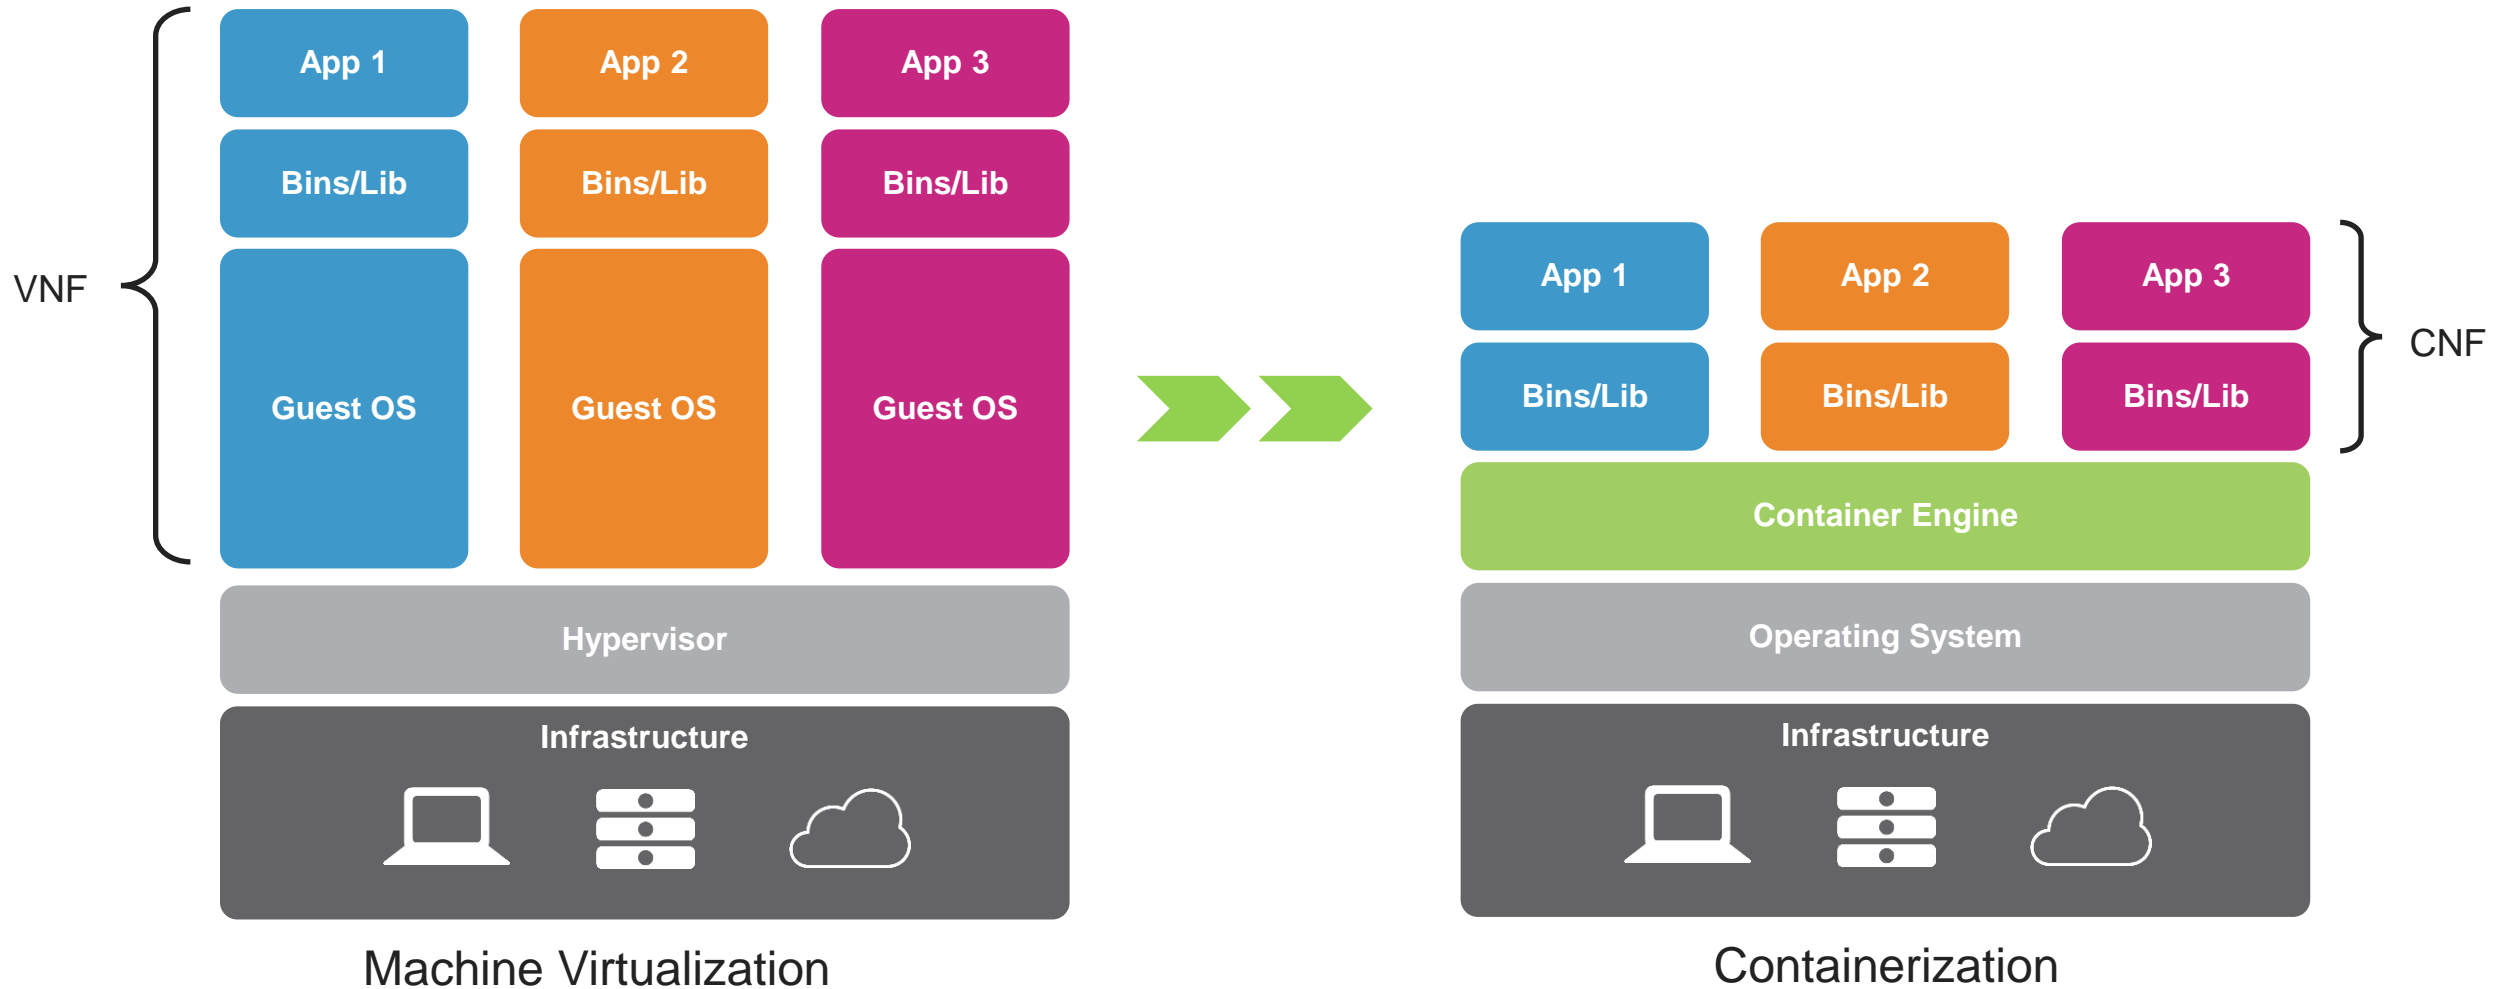 VNF
App 1
App 2
App 3
Bins/Lib
Bins/Lib
Bins/Lib
Guest OS
Guest OS
Guest OS
Hypervisor
Infrastructure
Machine Virtualization
App 1
App 2
App 3
Bins/Lib
Bins/Lib
Bins/Lib
CNF
Container Engine
Operating System
Infrastructure
Containerization